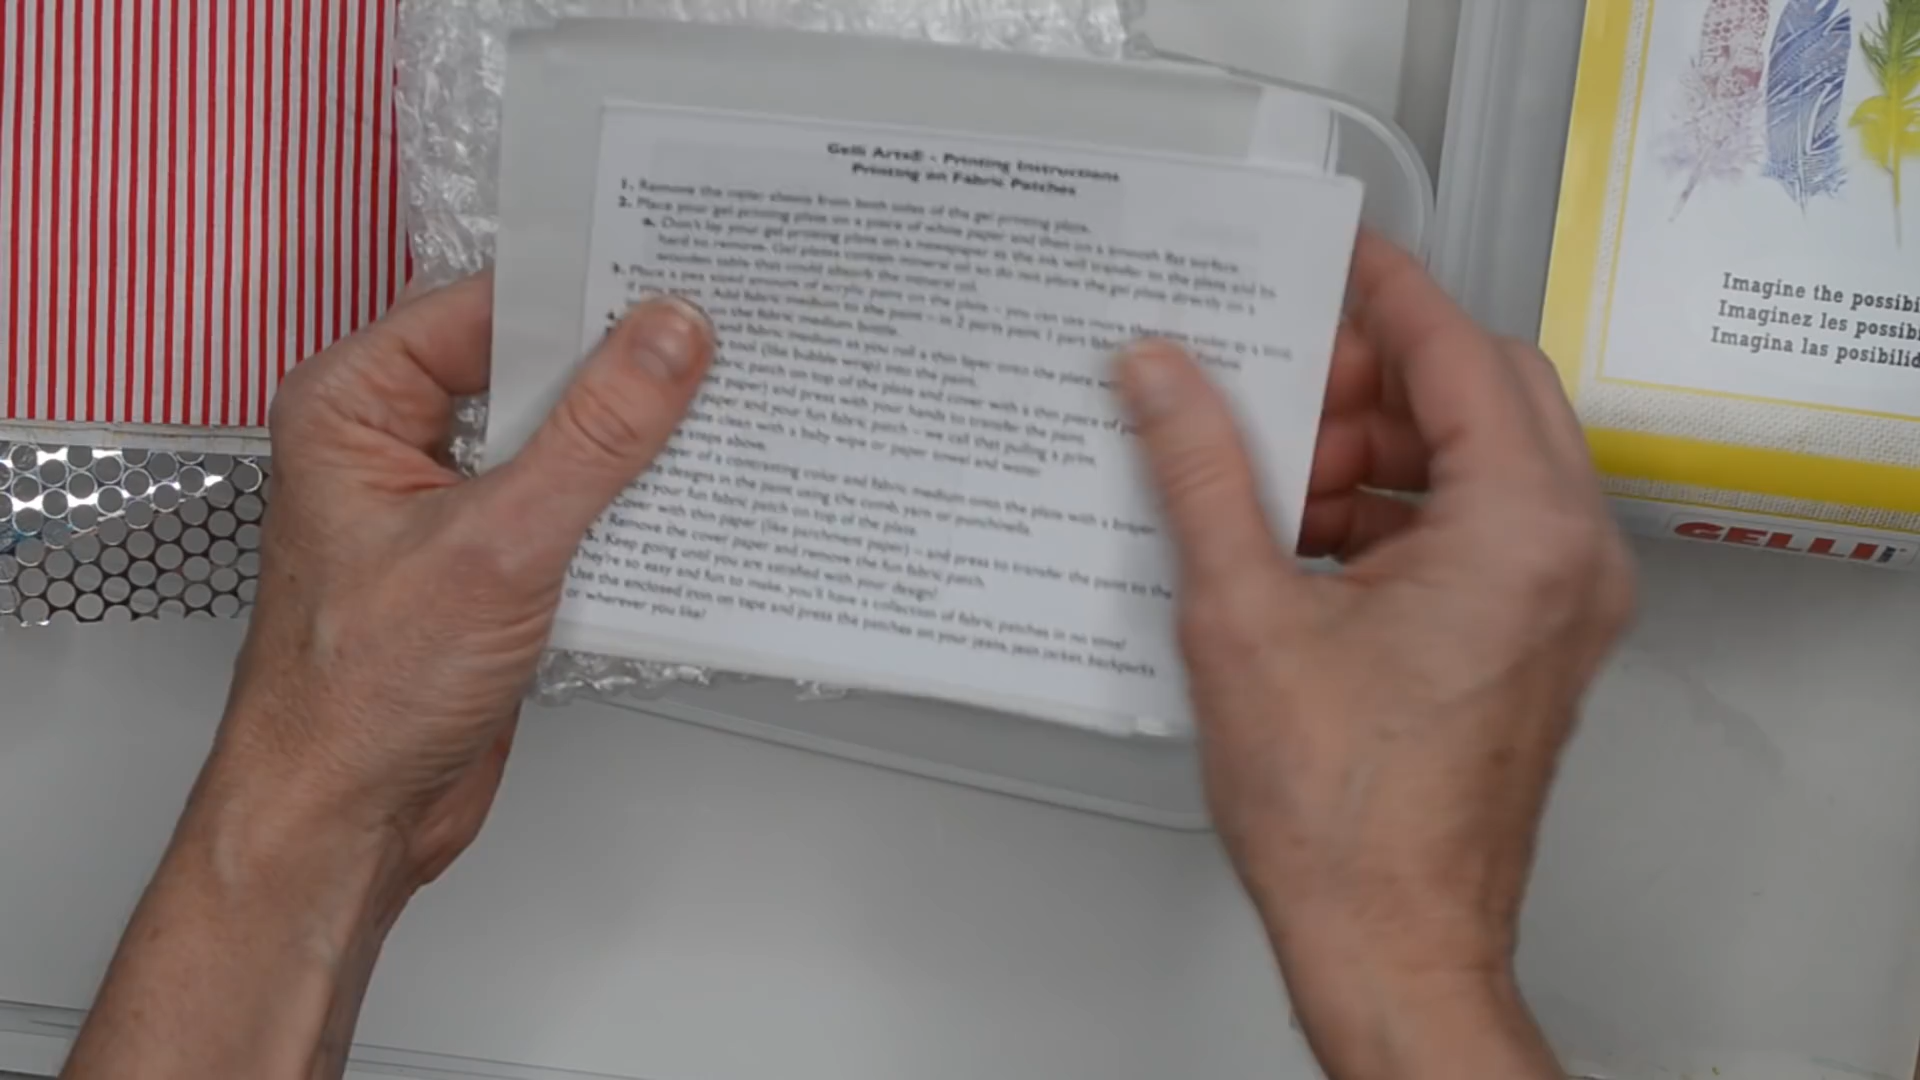 Gelli Arts® - Printing Instructions
Printing on Fabric Patches
1. Remove the cover sheets from both sides of the gel printing plate.
2. Place your gel printing plate on a piece of white paper and then on a smooth flat surface.
a. Don't lay your gel printing plate on a newspaper as the ink will transfer to the plate and be
hard to remove. Gel plates contain mineral oil so do not place the gel plate directly on a
wooden table that could absorb the mineral oil.
3. Place a pea sized amount of acrylic paint on the plate – you can use more than one color at a time
if you want. Add fabric medium to the paint – in 2 parts paint, 1 part
on the fabric medium bottle.
4. and fabric medium as you roll a thin layer onto the plate
tool (like bubble wrap) into the paint.
patch on top of the plate and cover with a thin piece of
paper) and press with your hands to transfer the paint.
paper and your fun fabric patch – we call that pulling a print.
clean with a baby wipe or paper towel and water.
steps above.
of a contrasting color and fabric medium onto the plate with a brayer.
designs in the paint using the comb, yarn or punchinella.
your fun fabric patch on top of the plate.
Cover with thin paper (like parchment paper) – and press to transfer the paint to the
Remove the cover paper and remove the fun fabric patch.
Keep going until you are satisfied with your design!
They're so easy and fun to make, you'll have a collection of fabric patches in no time!
Use the enclosed iron on tape and press the patches on your jeans, jean jacket, backpacks
or wherever you like!
Imagine the possibi
Imaginez les possib
Imagina las posibilid
GELLI